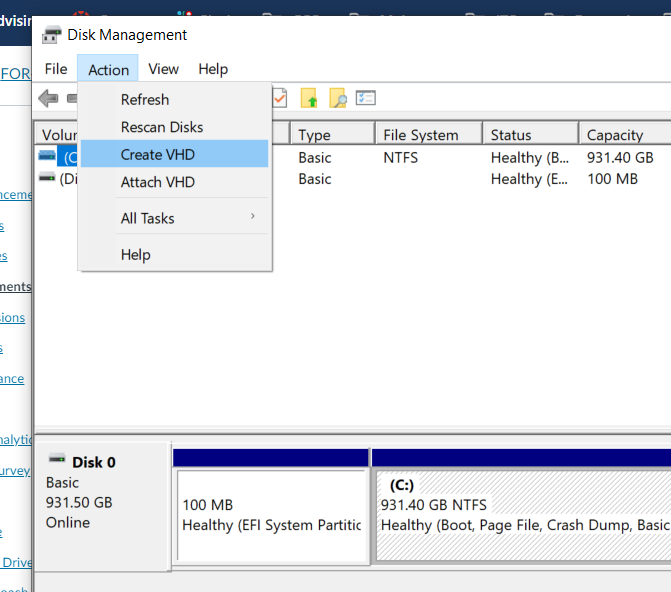 dvisin
Disk Management
File Action View Help
FOR
Refresh
Rescan Disks
Create VHD
Attach VHD
All Tasks
Help
Volun Type File System Status Capacity
(C Basic NTFS Healthy (B... 931.40 GB
(Di Basic Healthy (E... 100 MB
nceme
s
es
ments
sions
s
ance
nalytic
urvey
e
Drive
Disk 0
Basic
931.50 GB
Online
100 MB
Healthy (EFI System Partitic
(C:)
931.40 GB NTFS
Healthy (Boot, Page File, Crash Dump, Basic